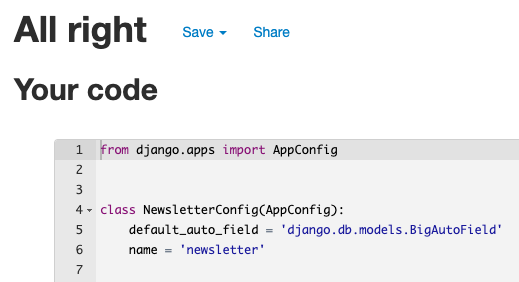 All right Save Share
Your code
1 from django.apps import AppConfig
2
3
4 class NewsletterConfig(AppConfig):
5     default_auto_field = 'django.db.models.BigAutoField'
6     name = 'newsletter'
7